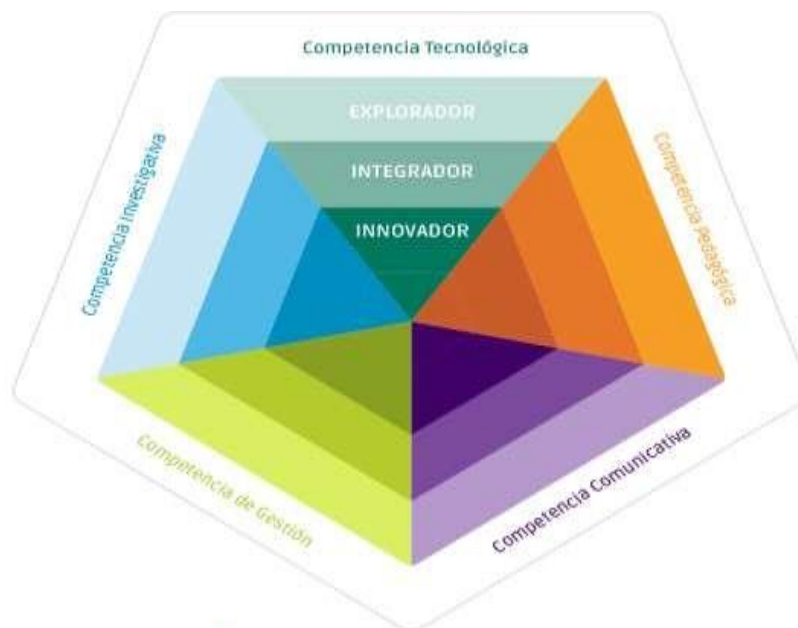 Competencia Tecnológica
EXPLORADOR
INTEGRADOR
INNOVADOR
Competencia Investigativa
Competencia Pedagógica
Competencia de Gestión
Competencia Comunicativa